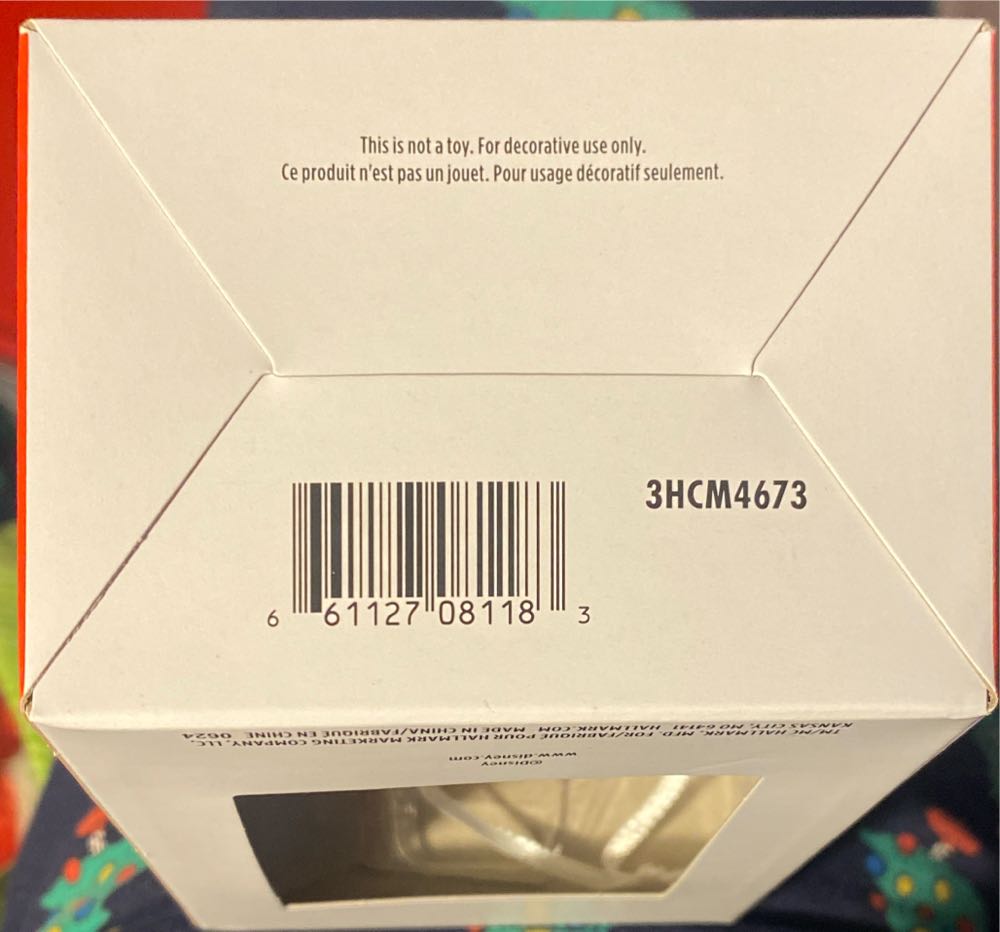 This is not a toy. For decorative use only.
Ce produit n'est pas un jouet. Pour usage décoratif seulement.
3HCM4673
6 61127 08118 3
©Disney
www.disney.com
TM/MC HALLMARK. MFD. FOR/FABRIQUÉ POUR HALLMARK MARKETING COMPANY, LLC.
KANSAS CITY, MO 64141 HALLMARK.COM MADE IN CHINA/FABRIQUÉ EN CHINE 0624